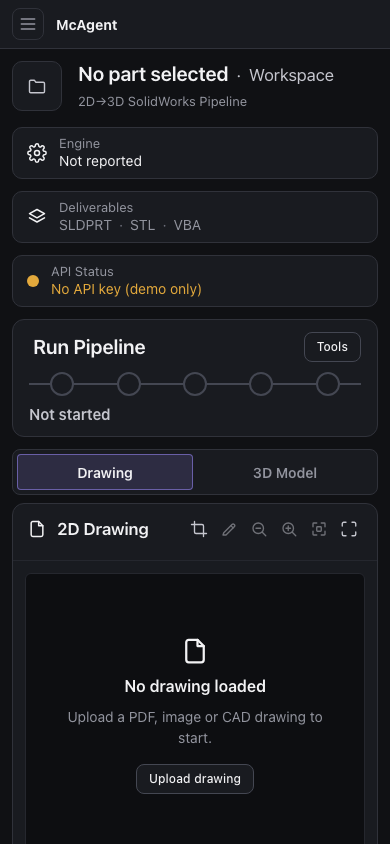 McAgent
No part selected · Workspace
2D→3D SolidWorks Pipeline
Engine
Not reported
Deliverables
SLDPRT · STL · VBA
API Status
No API key (demo only)
Run Pipeline
Tools
Not started
Drawing
3D Model
2D Drawing
No drawing loaded
Upload a PDF, image or CAD drawing to
start.
Upload drawing